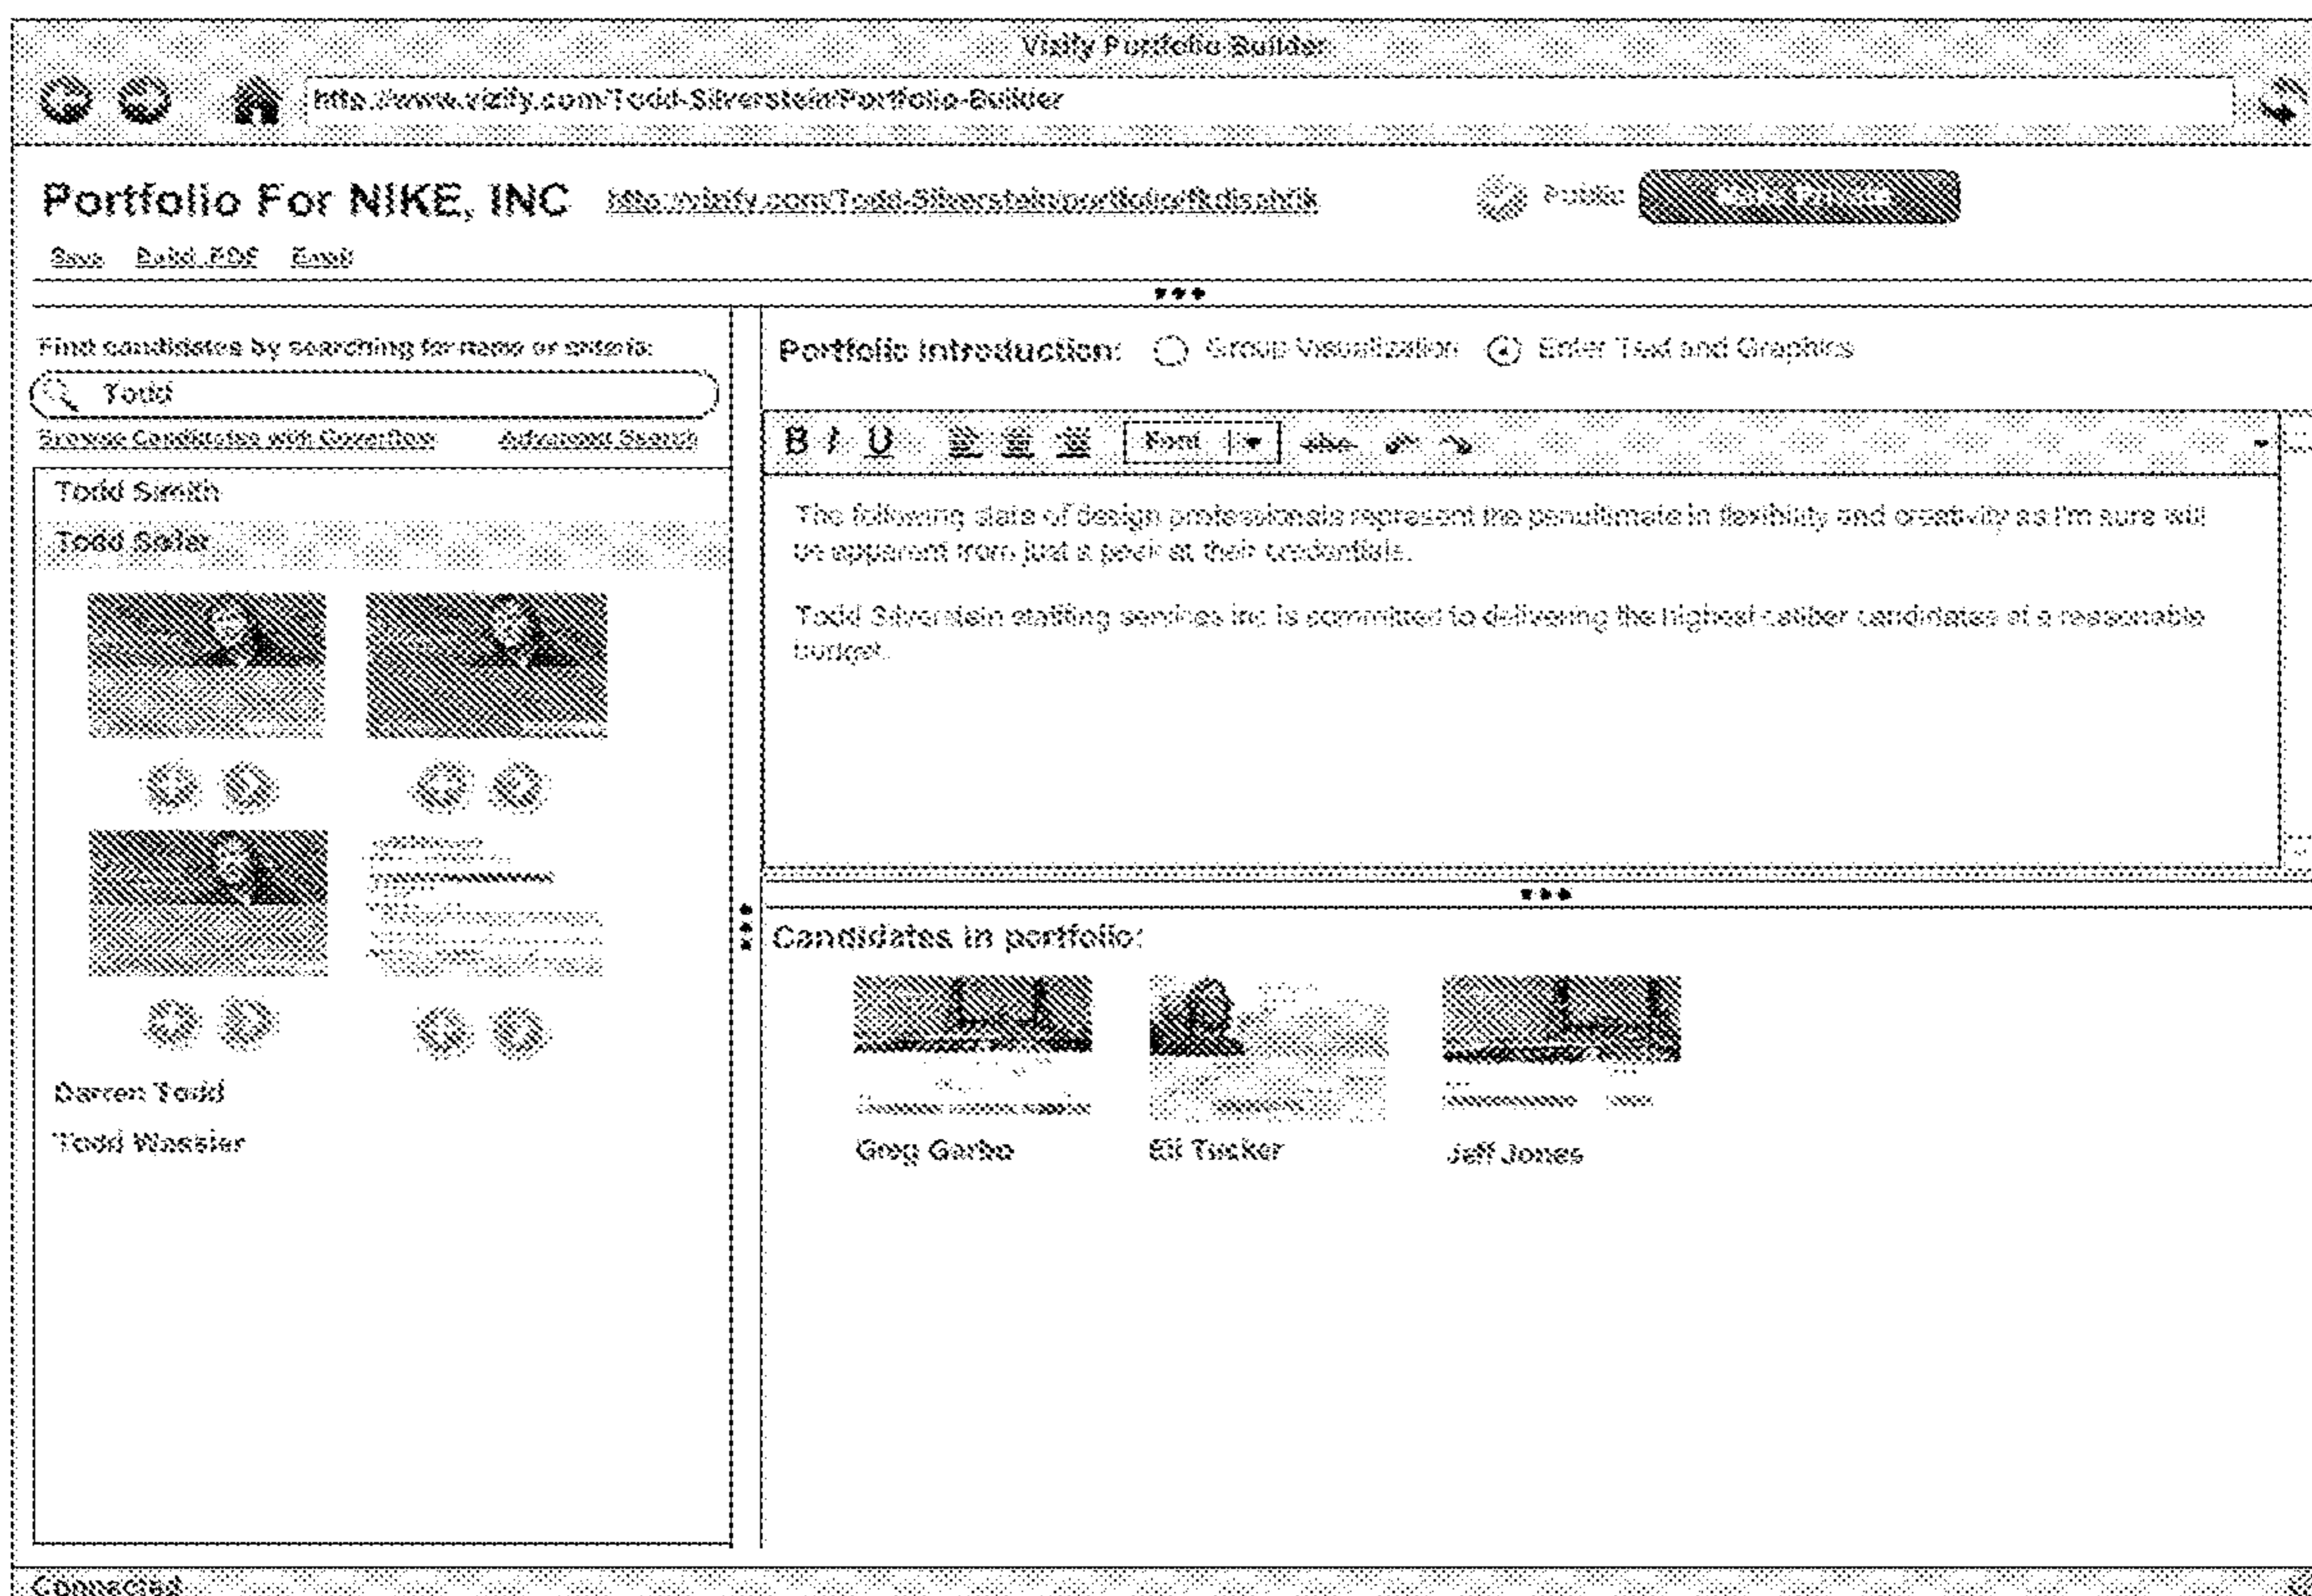 Vizify Portfolio Builder
http://www.vizify.com/Todd-Silverstein/Portfolio-Builder
Portfolio For NIKE, INC
Public
Save Build .PDF Email
Find candidates by searching for name or criteria:
Todd
Browse Candidates with Coverflow Advanced Search
Todd Smith
Darren Todd
Todd Wassler
Portfolio Introduction: Group Visualization Enter Text and Graphics
B I U Font abc
The following slate of design professionals represent the penultimate in flexibility and creativity as I'm sure will
be apparent from just a peek at their credentials.
Todd Silverstein staffing services inc is committed to delivering the highest caliber candidates at a reasonable
budget.
Candidates in portfolio:
Greg Garbo
Eli Tucker
Jeff Jones
Connected